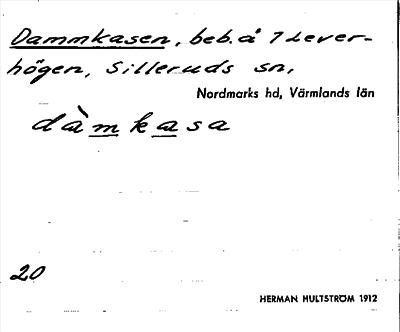 Dammkasen, beb. å 7 Lever-
högen, Silleruds sn,
Nordmarks hd, Värmlands län
dàmkasa
20
HERMAN HULTSTRÖM 1912